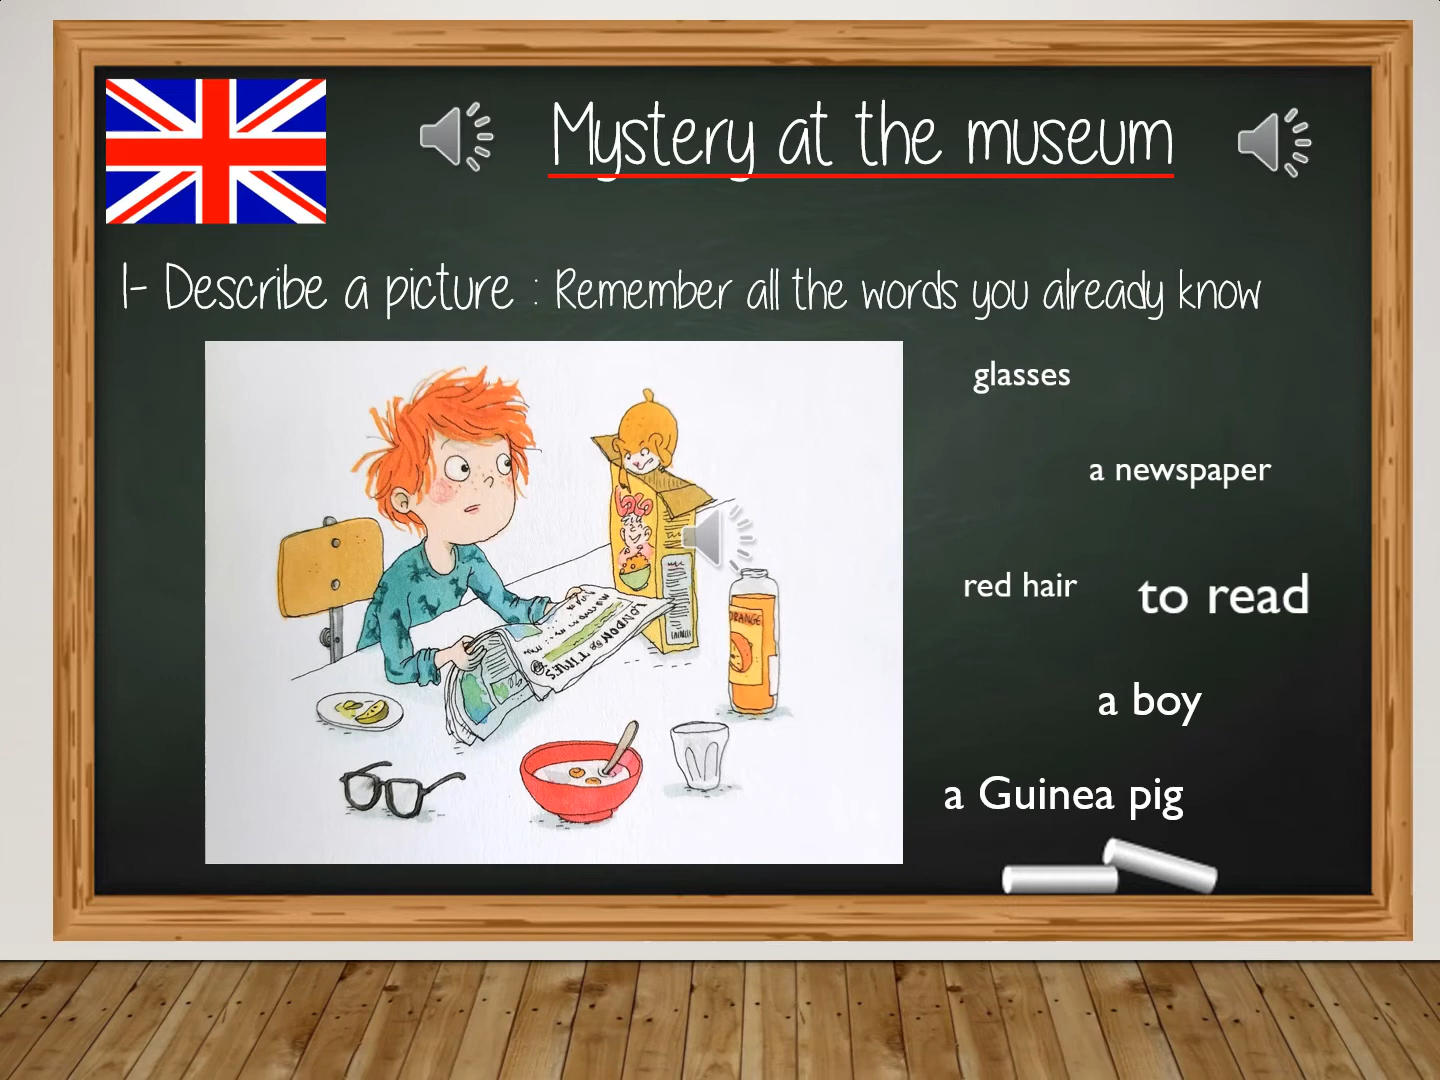 Mystery at the museum
1- Describe a picture : Remember all the words you already know
glasses
a newspaper
red hair
to read
a boy
a Guinea pig
ORANGE
LONDON
TIMES